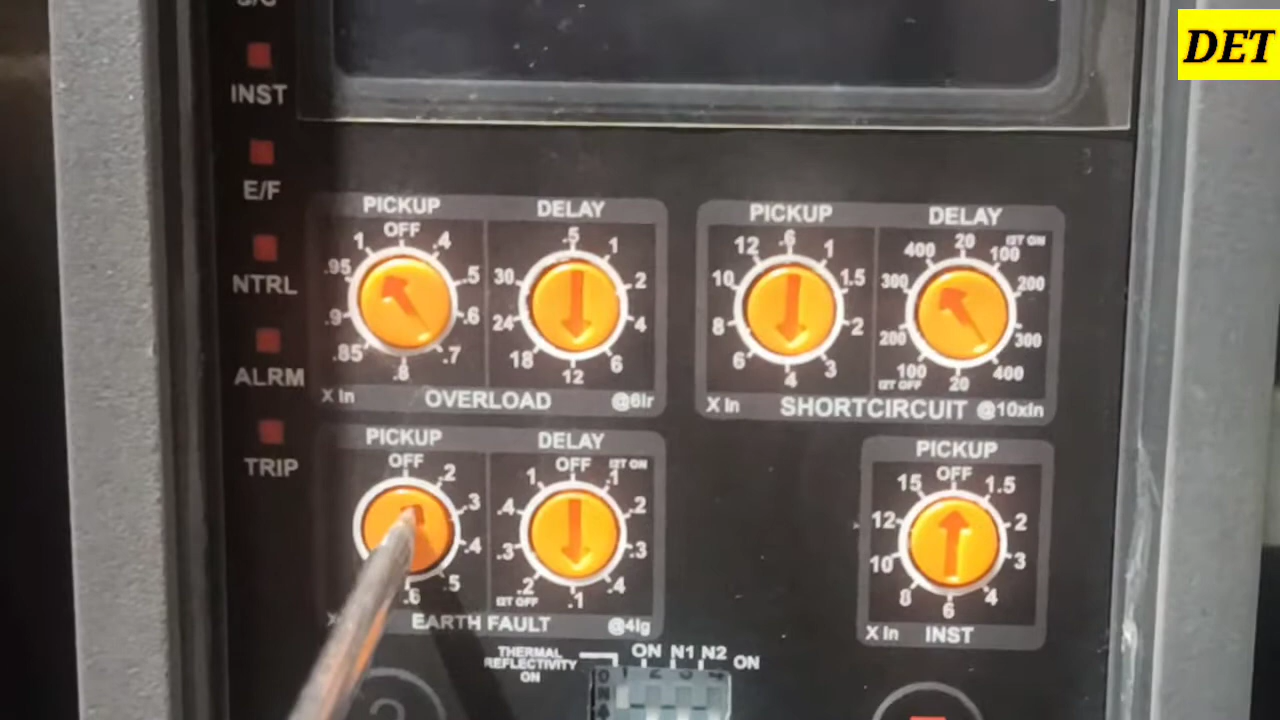 DET
INST
E/F
NTRL
ALRM
TRIP
PICKUP
OFF
.4
.5
.6
.7
.8
.85
.9
.95
1
X In
DELAY
.5
1
2
4
6
12
18
24
30
OVERLOAD
@6Ir
PICKUP
.6
1
1.5
2
3
4
6
8
10
12
X In
DELAY
I2T ON
20
100
200
300
400
20
100
200
300
400
I2T OFF
SHORTCIRCUIT
@10xIn
PICKUP
OFF
.2
.3
.4
.5
.6
DELAY
I2T ON
OFF
.1
.2
.3
.4
.1
.2
.3
.4
.1
I2T OFF
EARTH FAULT
@4Ig
PICKUP
OFF
1.5
2
3
4
6
8
10
12
15
X In
INST
THERMAL
REFLECTIVITY
ON
ON N1 N2
ON